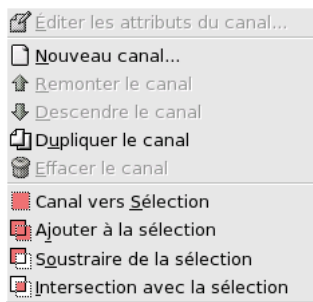 Éditer les attributs du canal...
Nouveau canal...
Remonter le canal
Descendre le canal
Dupliquer le canal
Effacer le canal
Canal vers Sélection
Ajouter à la sélection
Soustraire de la sélection
Intersection avec la sélection